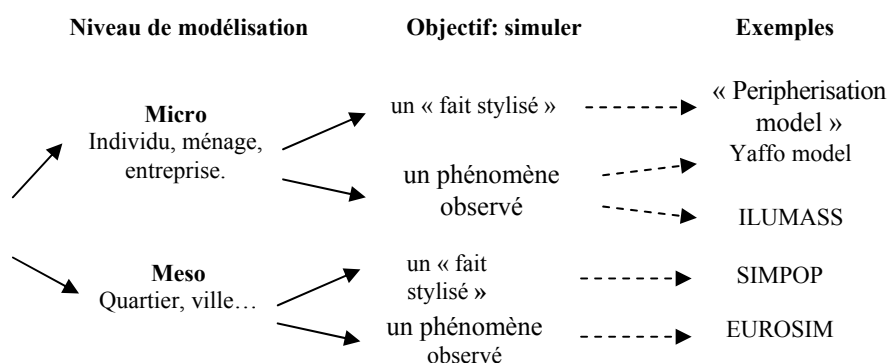 Niveau de modélisation
Objectif: simuler
Exemples
Micro
Individu, ménage,
entreprise.
un « fait stylisé »
« Peripherisation
model »
un phénomène
observé
Yaffo model
ILUMASS
Meso
Quartier, ville…
un « fait
stylisé »
SIMPOP
un phénomène
observé
EUROSIM